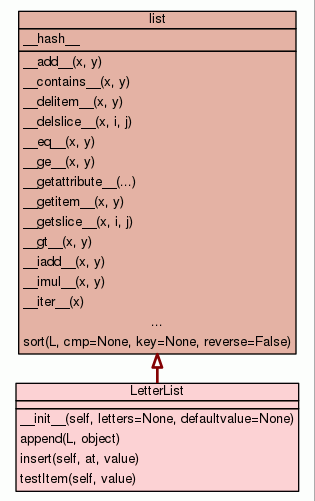 list
__hash__
__add__(x, y)
__contains__(x, y)
__delitem__(x, y)
__delslice__(x, i, j)
__eq__(x, y)
__ge__(x, y)
__getattribute__(...)
__getitem__(x, y)
__getslice__(x, i, j)
__gt__(x, y)
__iadd__(x, y)
__imul__(x, y)
__iter__(x)
...
sort(L, cmp=None, key=None, reverse=False)
LetterList
__init__(self, letters=None, defaultvalue=None)
append(L, object)
insert(self, at, value)
testItem(self, value)